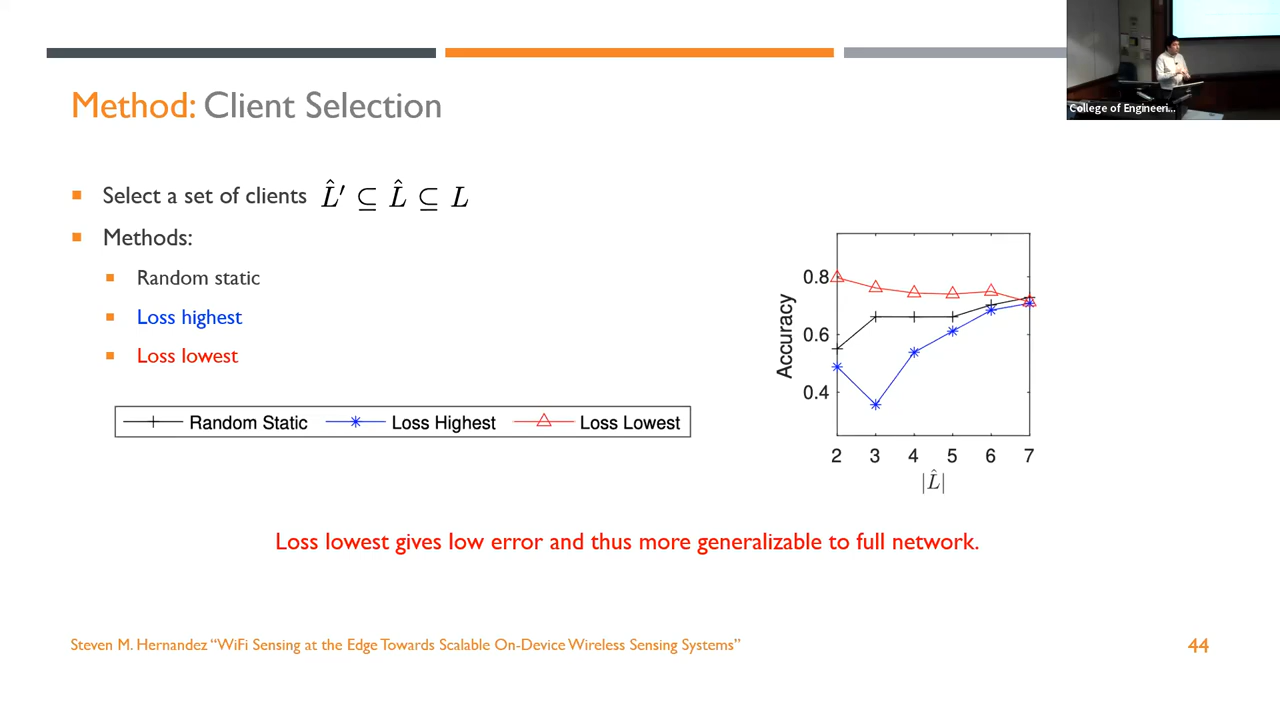 College of Engineeri...
Method: Client Selection
Select a set of clients L̂′ ⊆ L̂ ⊆ L
Methods:
Random static
Loss highest
Loss lowest
Random Static Loss Highest Loss Lowest
Accuracy
0.8
0.6
0.4
2 3 4 5 6 7
|L̂|
Loss lowest gives low error and thus more generalizable to full network.
Steven M. Hernandez “WiFi Sensing at the Edge Towards Scalable On-Device Wireless Sensing Systems”
44